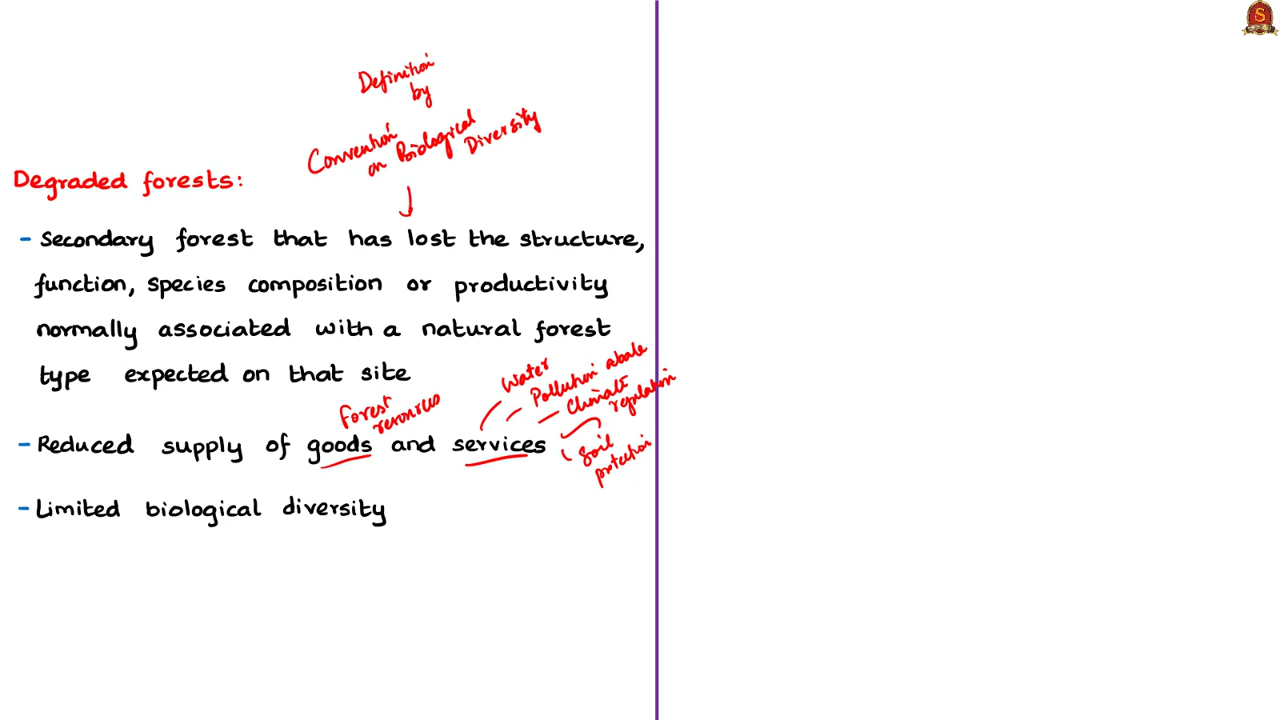 Definition
by
Convention
on Biological
Diversity
Degraded forests:
- Secondary forest that has lost the structure,
function, species composition or productivity
normally associated with a natural forest
type expected on that site
Water
Pollution abate
Climate
regulation
Forest
resources
- Reduced supply of goods and services
Soil
protection
- Limited biological diversity